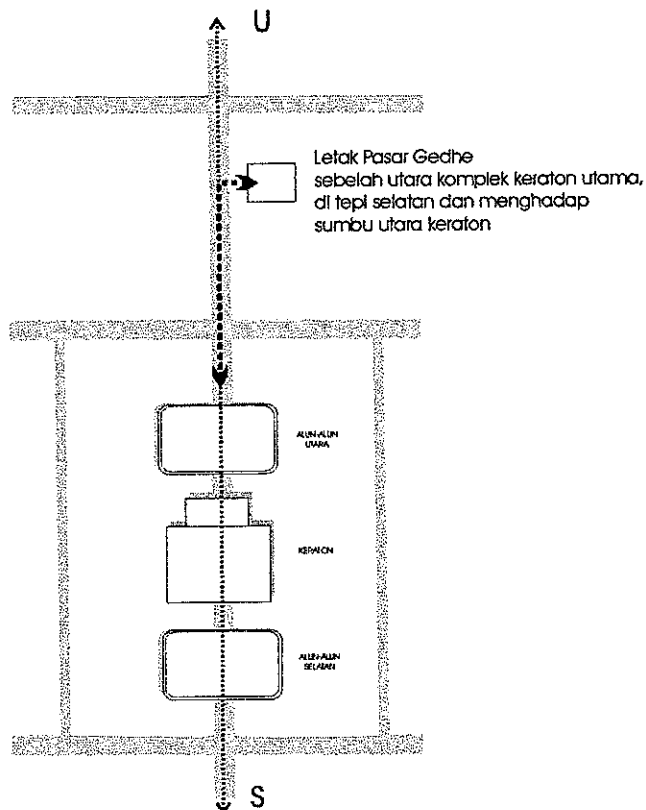 U
Letak Pasar Gedhe
sebelah utara komplek keraton utama,
di tepi selatan dan menghadap
sumbu utara keraton
ALUN-ALUN
UTARA
KERATON
ALUN-ALUN
SELATAN
S